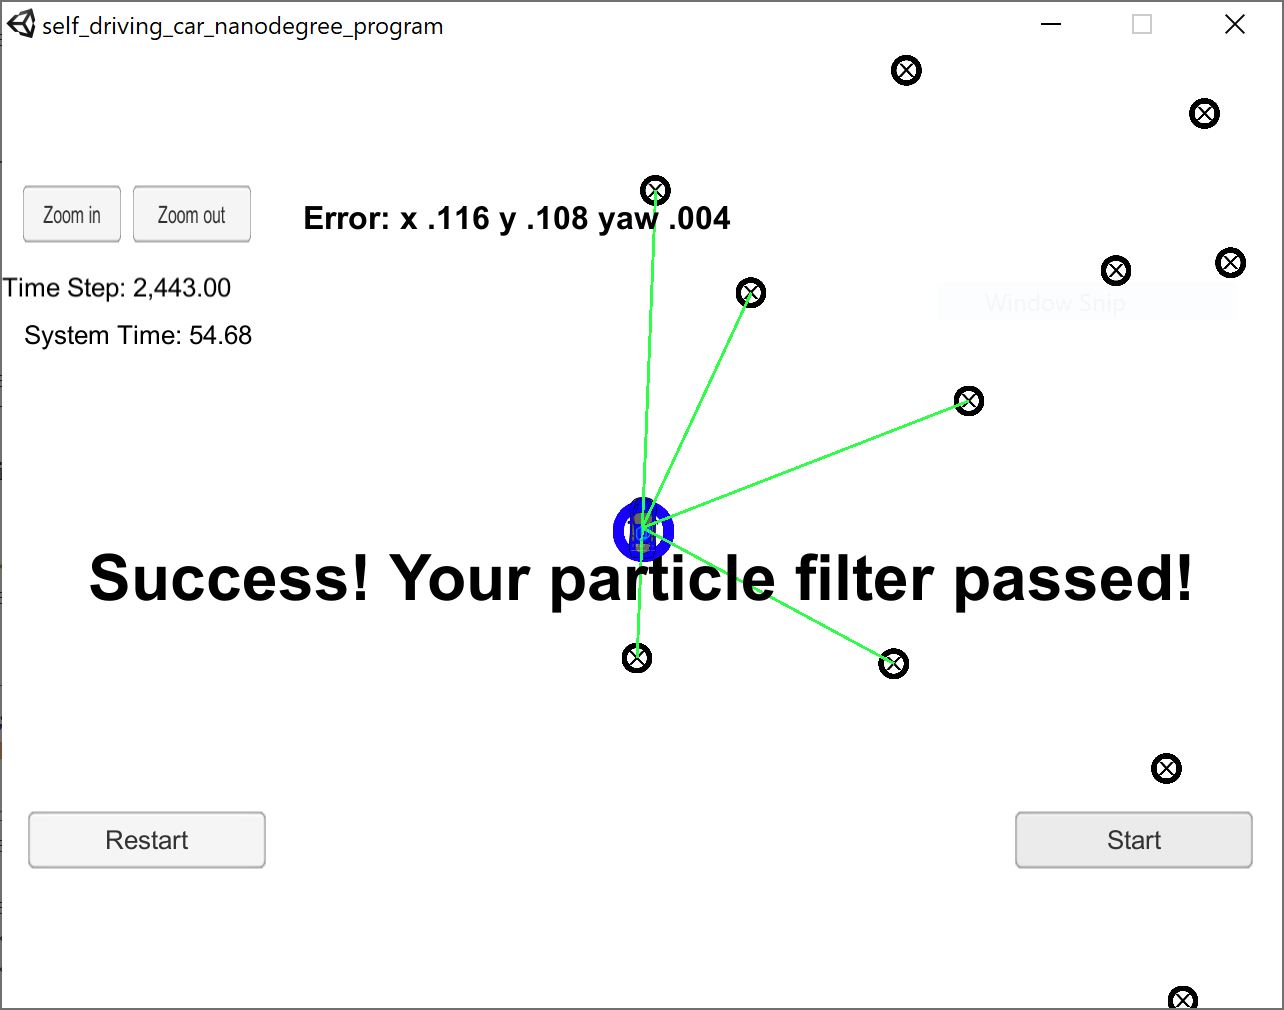 self_driving_car_nanodegree_program
Zoom in
Zoom out
Error: x .116 y .108 yaw .004
Time Step: 2,443.00
System Time: 54.68
Window Snip
Success! Your particle filter passed!
Restart
Start